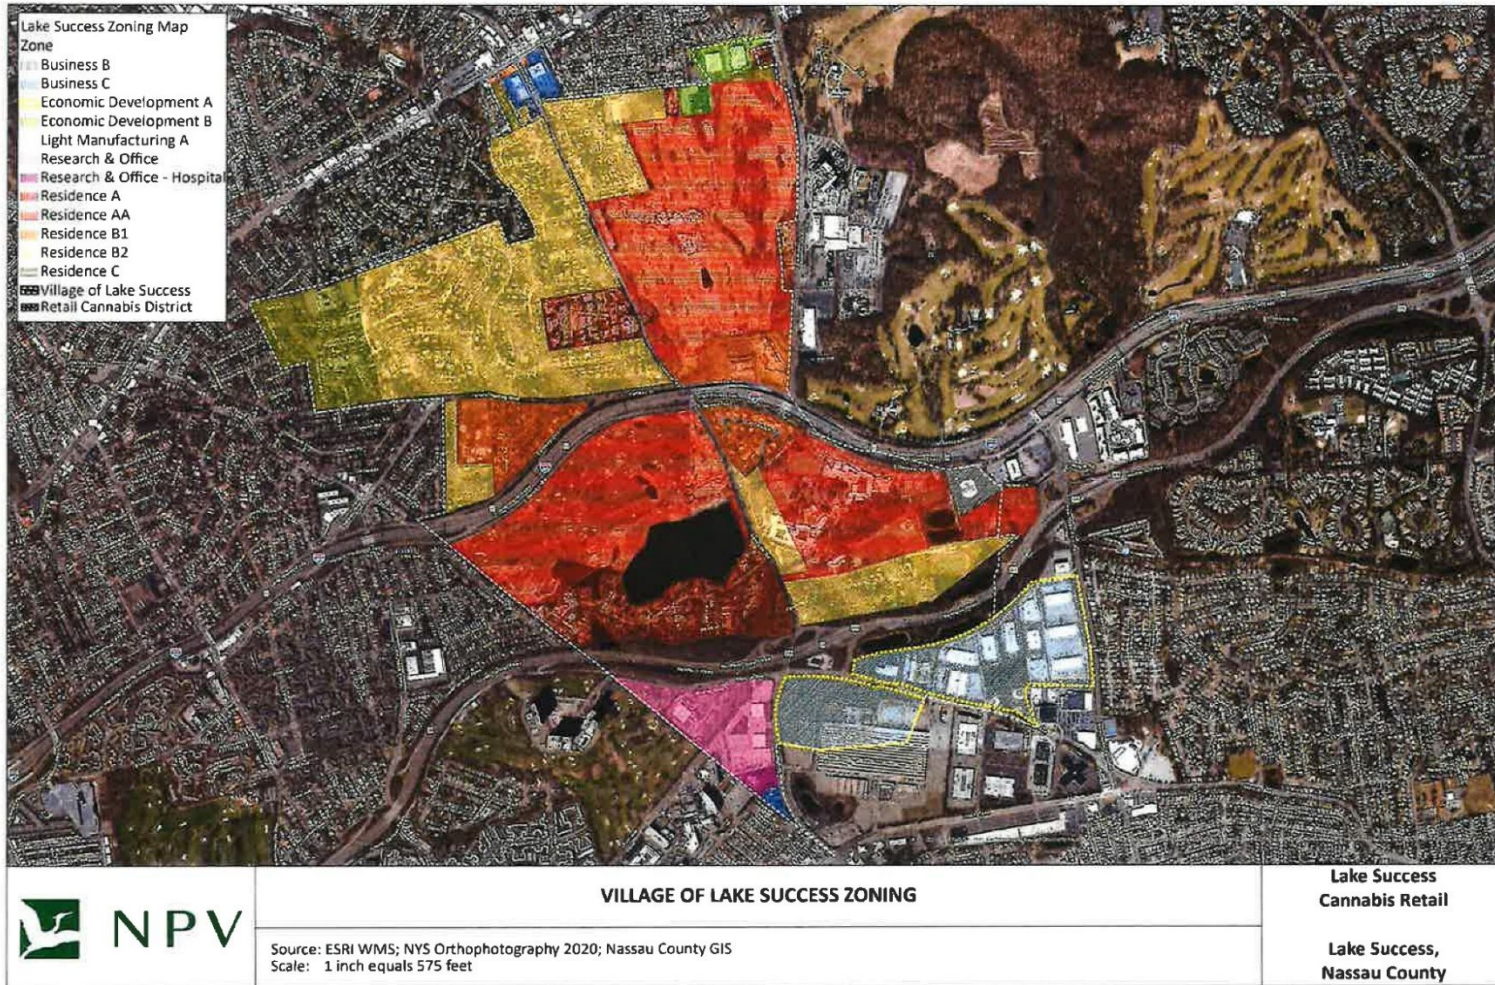 Lake Success Zoning Map
Zone
Business B
Business C
Economic Development A
Economic Development B
Light Manufacturing A
Research & Office
Research & Office - Hospital
Residence A
Residence AA
Residence B1
Residence B2
Residence C
Village of Lake Success
Retail Cannabis District
NPV
VILLAGE OF LAKE SUCCESS ZONING
Source: ESRI WMS; NYS Orthophotography 2020; Nassau County GIS
Scale: 1 inch equals 575 feet
Lake Success
Cannabis Retail
Lake Success,
Nassau County